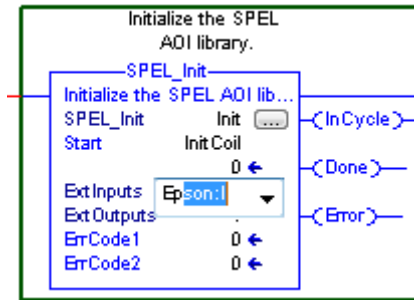 Initialize the SPEL
AOI library.
SPEL_Init
Initialize the SPEL AOI lib...
SPEL_Init Init ...
(InCycle)
Start InitCoil
0
(Done)
ExtInputs Epson:I
ExtOutputs
(Error)
ErrCode1 0
ErrCode2 0